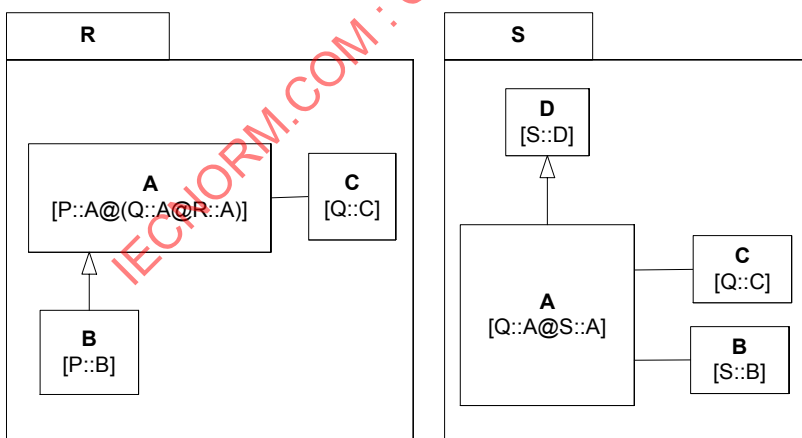 R
S
A
[P::A@(Q::A@R::A)]
C
[Q::C]
B
[P::B]
D
[S::D]
A
[Q::A@S::A]
C
[Q::C]
B
[S::B]
IECNORM.COM :